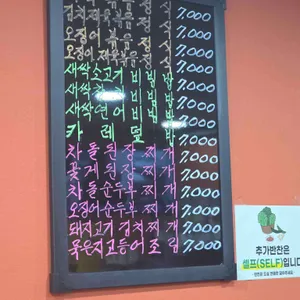 김치볶음정식 7,000
오징어볶음정식 7,000
오징어제육볶음정식 7,000
새싹소고기비빔밥 7,000
새싹 비빔밥 7,000
새싹연어비빔밥 7,000
카레덮밥 7,000
차돌된장찌개 7,000
꽃게된장찌개 7,000
차돌순두부찌개 7,000
오징어순두부찌개 7,000
돼지고기김치찌개 7,000
묵은지고등어조림 7,000
추가반찬은
셀프(SELF)입니다